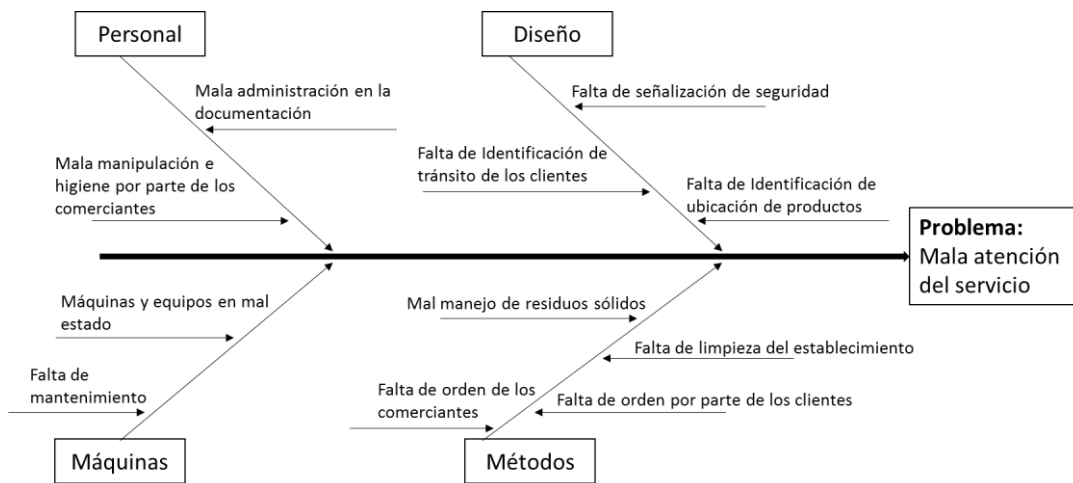 Personal
Diseño
Mala administración en la
documentación
Falta de señalización de seguridad
Mala manipulación e
higiene por parte de los
comerciantes
Falta de Identificación de
tránsito de los clientes
Falta de Identificación de
ubicación de productos
Problema:
Mala atención
del servicio
Máquinas y equipos en mal
estado
Mal manejo de residuos sólidos
Falta de limpieza del establecimiento
Falta de
mantenimiento
Falta de orden de los
comerciantes
Falta de orden por parte de los clientes
Máquinas
Métodos